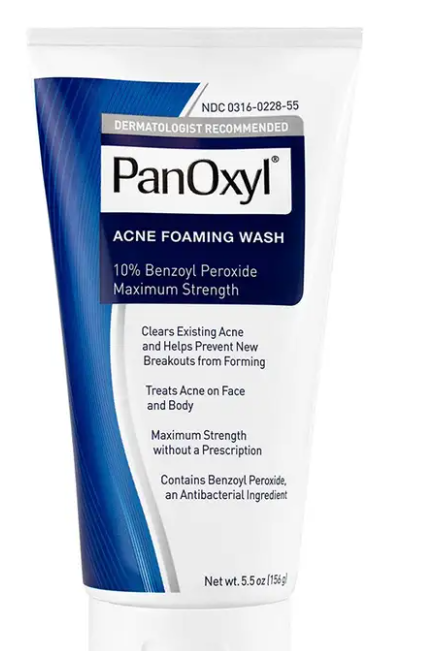 NDC 0316-0228-55
DERMATOLOGIST RECOMMENDED
PanOxyl®
ACNE FOAMING WASH
10% Benzoyl Peroxide
Maximum Strength
Clears Existing Acne
and Helps Prevent New
Breakouts from Forming
Treats Acne on Face
and Body
Maximum Strength
without a Prescription
Contains Benzoyl Peroxide,
an Antibacterial Ingredient
Net wt. 5.5 oz (156g)